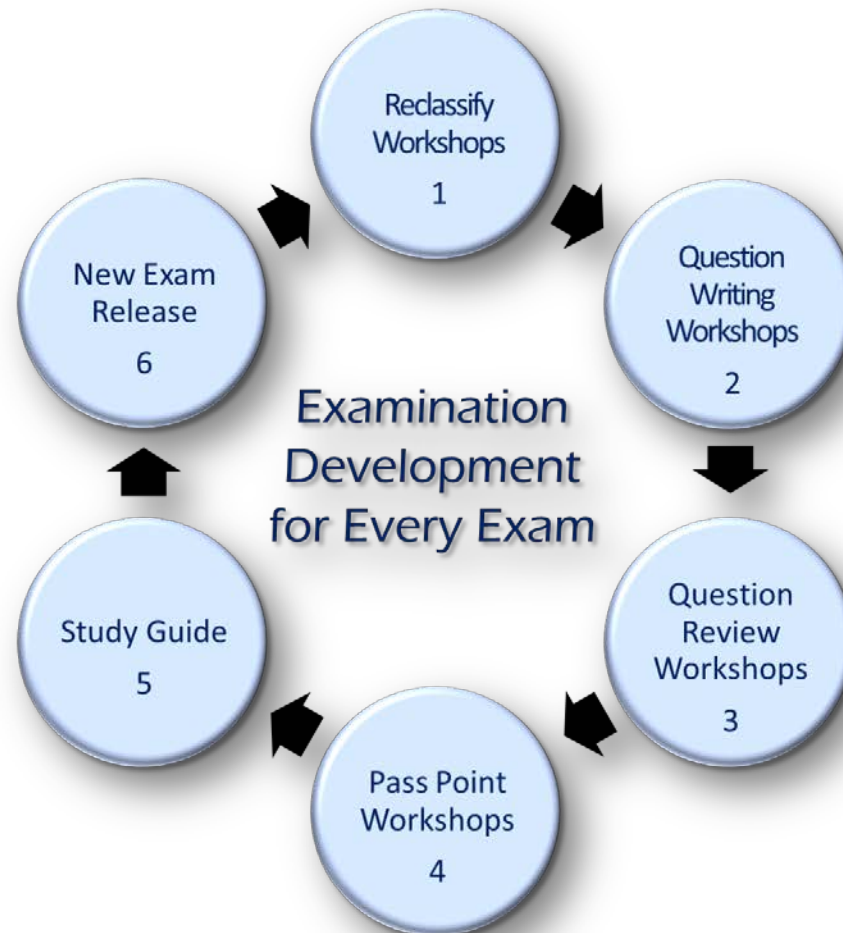 Reclassify
Workshops
1
Question
Writing
Workshops
2
Question
Review
Workshops
3
Pass Point
Workshops
4
Study Guide
5
New Exam
Release
6
Examination
Development
for Every Exam